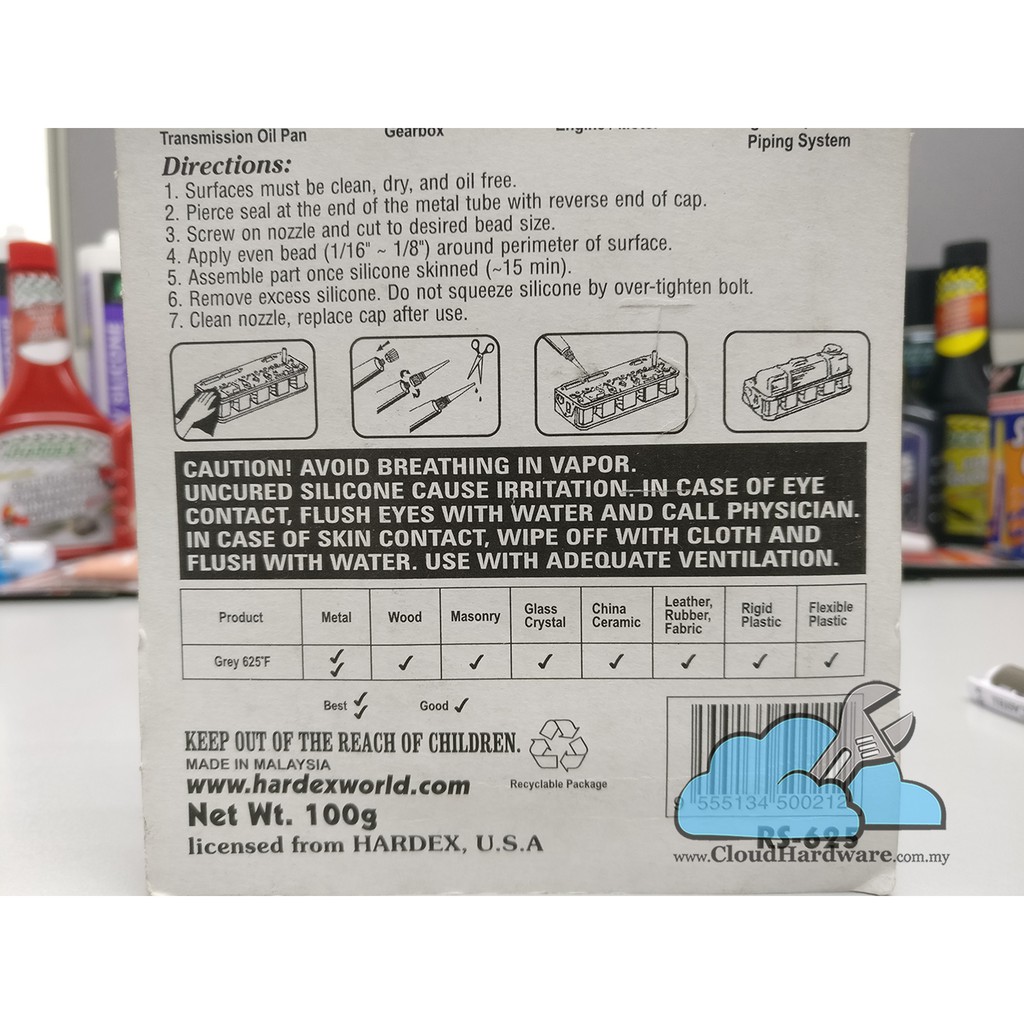 Transmission Oil Pan
Gearbox
Piping System
Directions:
1. Surfaces must be clean, dry, and oil free.
2. Pierce seal at the end of the metal tube with reverse end of cap.
3. Screw on nozzle and cut to desired bead size.
4. Apply even bead (1/16" ~ 1/8") around perimeter of surface.
5. Assemble part once silicone skinned (~15 min).
6. Remove excess silicone. Do not squeeze silicone by over-tighten bolt.
7. Clean nozzle, replace cap after use.
CAUTION! AVOID BREATHING IN VAPOR.
UNCURED SILICONE CAUSE IRRITATION. IN CASE OF EYE
CONTACT, FLUSH EYES WITH WATER AND CALL PHYSICIAN.
IN CASE OF SKIN CONTACT, WIPE OFF WITH CLOTH AND
FLUSH WITH WATER. USE WITH ADEQUATE VENTILATION.
Product Metal Wood Masonry Glass Crystal China Ceramic Leather, Rubber, Fabric Rigid Plastic Flexible Plastic
Grey 625°F ✓✓ ✓ ✓ ✓ ✓ ✓ ✓ ✓
Best ✓✓ Good ✓
KEEP OUT OF THE REACH OF CHILDREN.
MADE IN MALAYSIA
www.hardexworld.com
Net Wt. 100g
licensed from HARDEX, U.S.A
Recyclable Package
9 555134 500212
RS-625
www.CloudHardware.com.my